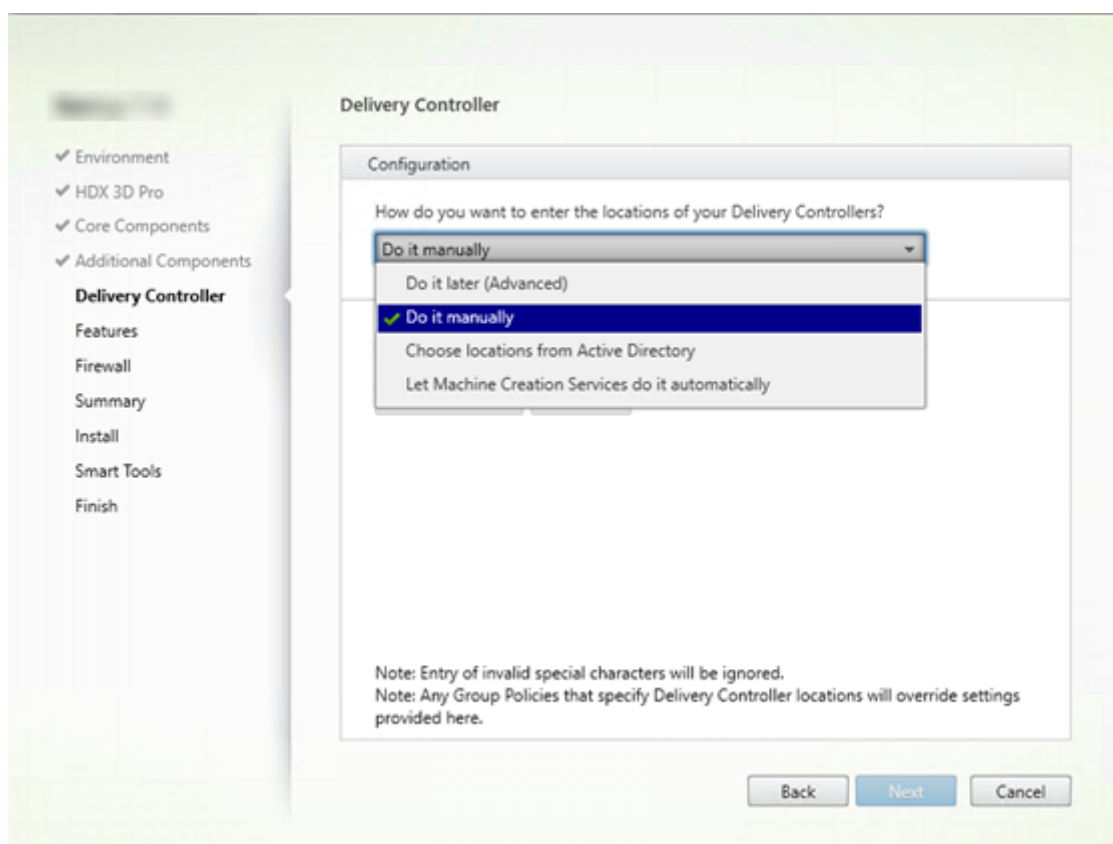 Delivery Controller
Environment
HDX 3D Pro
Core Components
Additional Components
Delivery Controller
Features
Firewall
Summary
Install
Smart Tools
Finish
Configuration
How do you want to enter the locations of your Delivery Controllers?
Do it manually
Do it later (Advanced)
Do it manually
Choose locations from Active Directory
Let Machine Creation Services do it automatically
Note: Entry of invalid special characters will be ignored.
Note: Any Group Policies that specify Delivery Controller locations will override settings
provided here.
Back
Next
Cancel